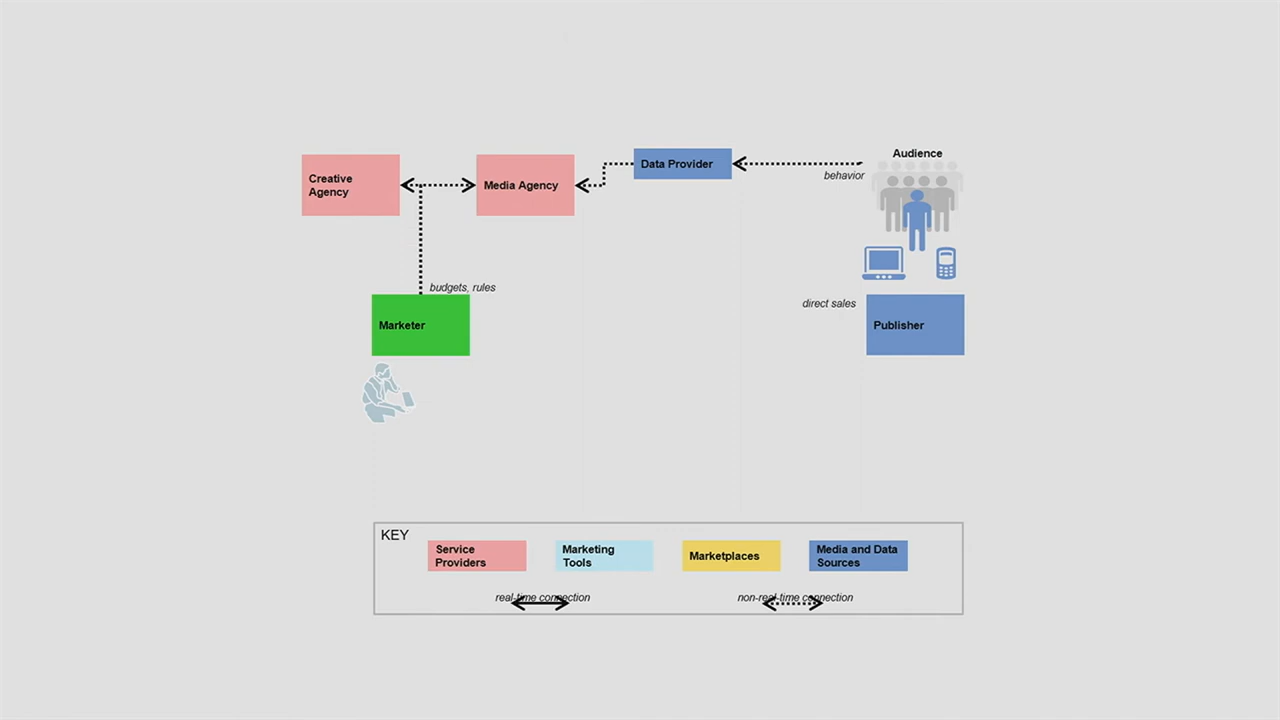 Audience
Creative
Agency
Media Agency
Data Provider
behavior
budgets, rules
direct sales
Marketer
Publisher
KEY
Service
Providers
Marketing
Tools
Marketplaces
Media and Data
Sources
real-time connection
non-real-time connection